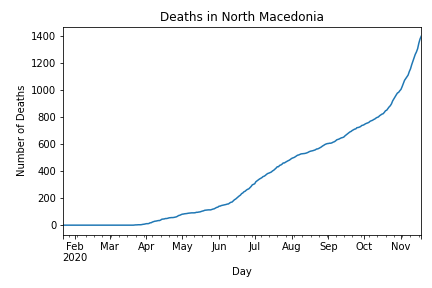 Deaths in North Macedonia
1400
1200
1000
800
600
400
200
0
Number of Deaths
Feb Mar Apr May Jun Jul Aug Sep Oct Nov
2020
Day